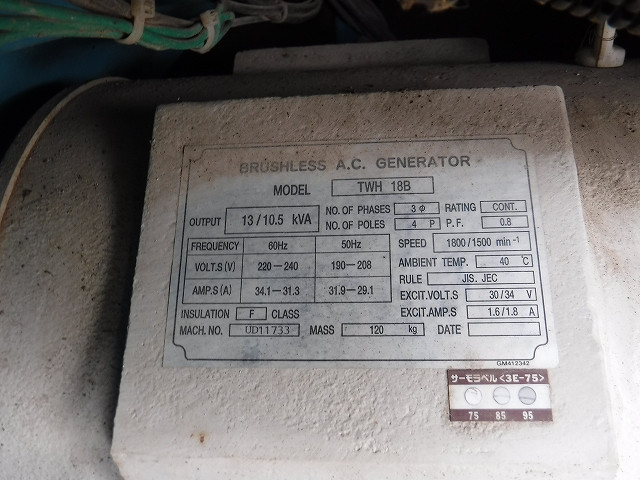 BRUSHLESS A.C. GENERATOR
MODEL TWH 18B
OUTPUT 13/10.5 kVA
NO. OF PHASES 3Φ RATING CONT.
NO. OF POLES 4 P P.F. 0.8
FREQUENCY 60Hz 50Hz
VOLT.S (V) 220-240 190-208
AMP.S (A) 34.1-31.3 31.9-29.1
SPEED 1800/1500 min-1
AMBIENT TEMP. 40 ℃
RULE JIS. JEC
EXCIT.VOLT.S 30/34 V
EXCIT.AMP.S 1.6/1.8 A
INSULATION F CLASS
MACH. NO. UD11733 MASS 120 kg DATE
GM412342
サーモラベル<3E-75>
75 85 95